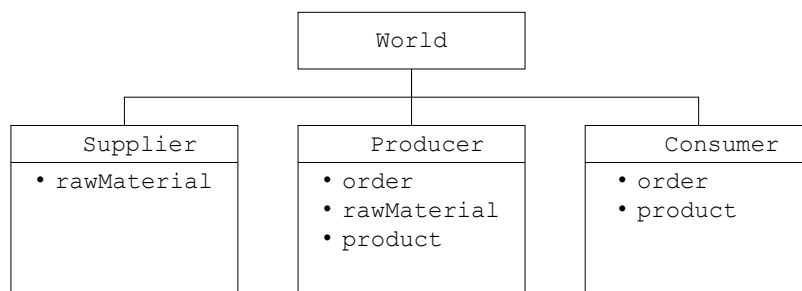 World
Supplier
• rawMaterial
Producer
• order
• rawMaterial
• product
Consumer
• order
• product